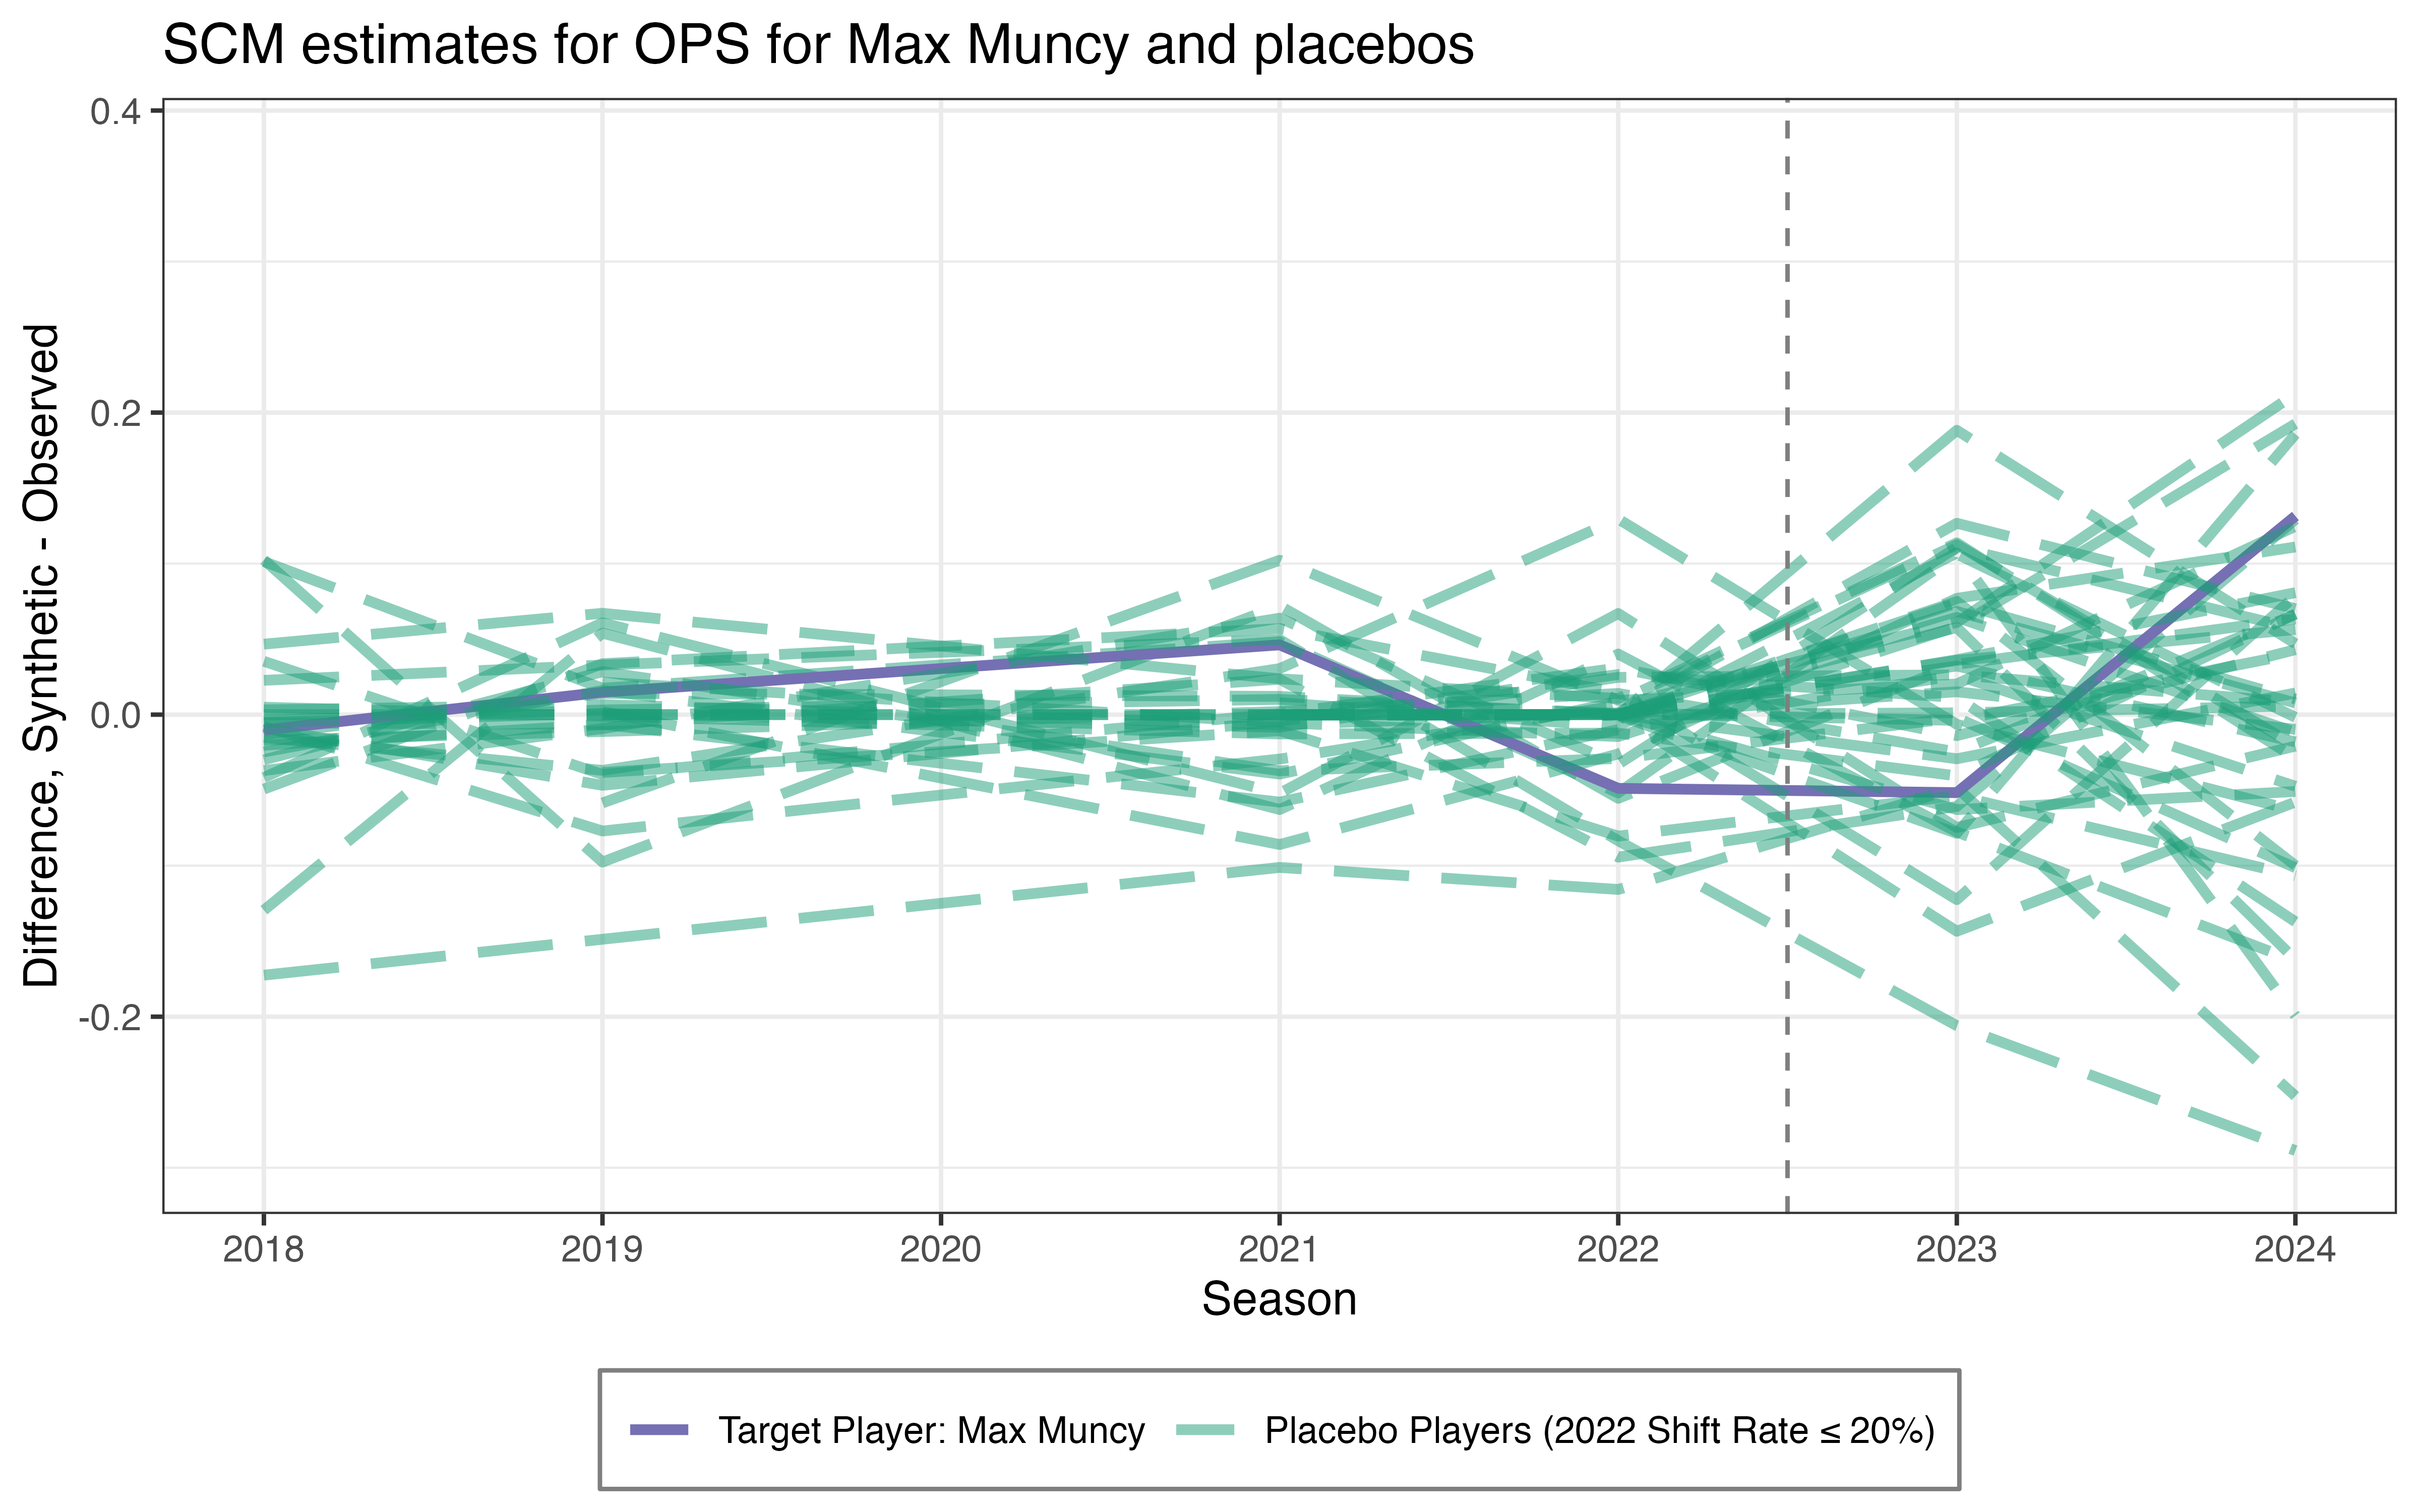 SCM estimates for OPS for Max Muncy and placebos
Difference, Synthetic - Observed
0.4
0.2
0.0
-0.2
2018 2019 2020 2021 2022 2023 2024
Season
Target Player: Max Muncy Placebo Players (2022 Shift Rate ≤ 20%)